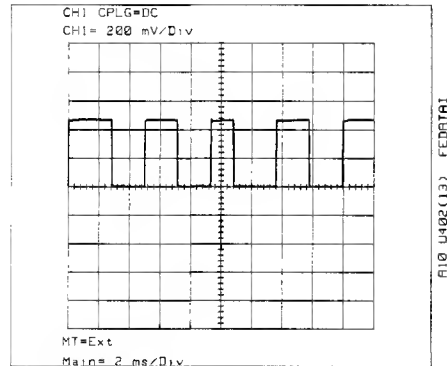 CH1 CPLG=DC
CH1= 200 mV/Div
MT=Ext
Main= 2 ms/Div
A10 U402(13) FEDATA1